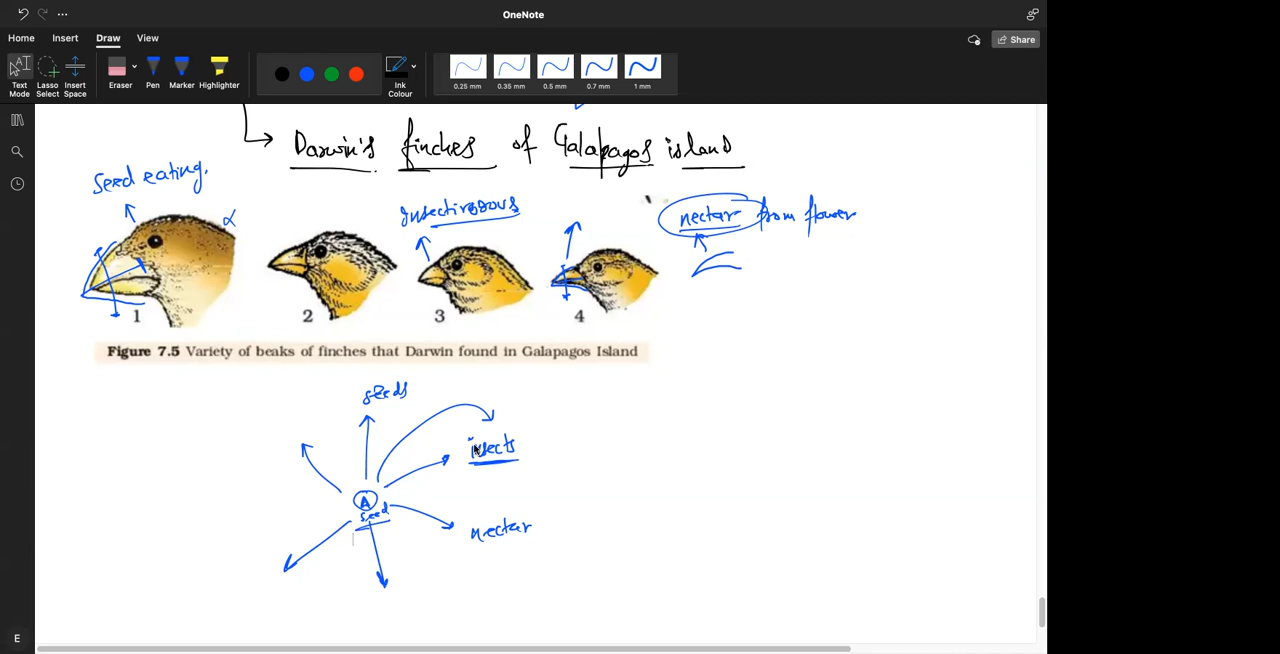 OneNote
Home Insert Draw View
Share
Text Mode
Lasso Select
Insert Space
Eraser
Pen
Marker
Highlighter
Ink Colour
0.25 mm
0.35 mm
0.5 mm
0.7 mm
1 mm
Darwin's finches of Galapagos island
Seed eating.
Insectivorous
nectar from flower
α
1 2 3 4
Figure 7.5 Variety of beaks of finches that Darwin found in Galapagos Island
seeds
insects
A
seed
nectar
E